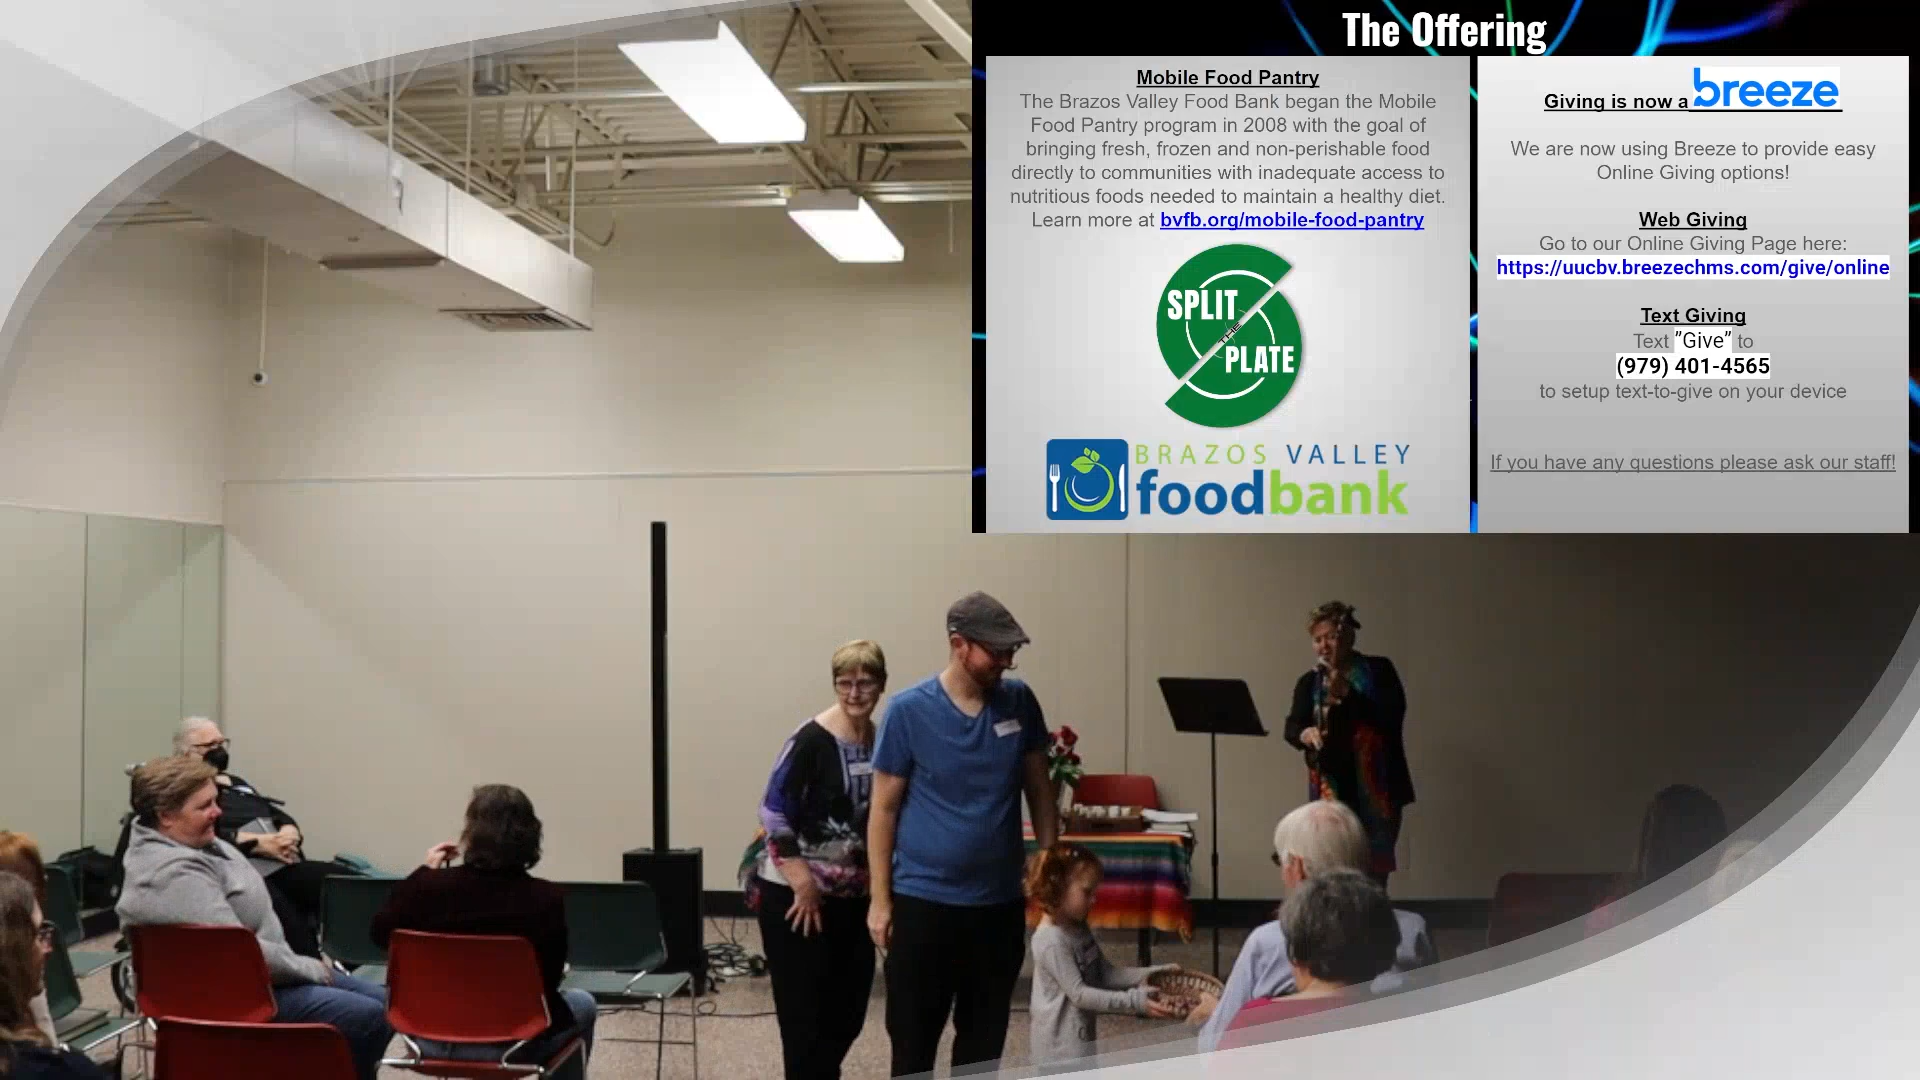 The Offering
Mobile Food Pantry
The Brazos Valley Food Bank began the Mobile
Food Pantry program in 2008 with the goal of
bringing fresh, frozen and non-perishable food
directly to communities with inadequate access to
nutritious foods needed to maintain a healthy diet.
Learn more at bvfb.org/mobile-food-pantry
SPLIT
THE
PLATE
BRAZOS VALLEY
foodbank
Giving is now a breeze
We are now using Breeze to provide easy
Online Giving options!
Web Giving
Go to our Online Giving Page here:
https://uucbv.breezechms.com/give/online
Text Giving
Text "Give" to
(979) 401-4565
to setup text-to-give on your device
If you have any questions please ask our staff!